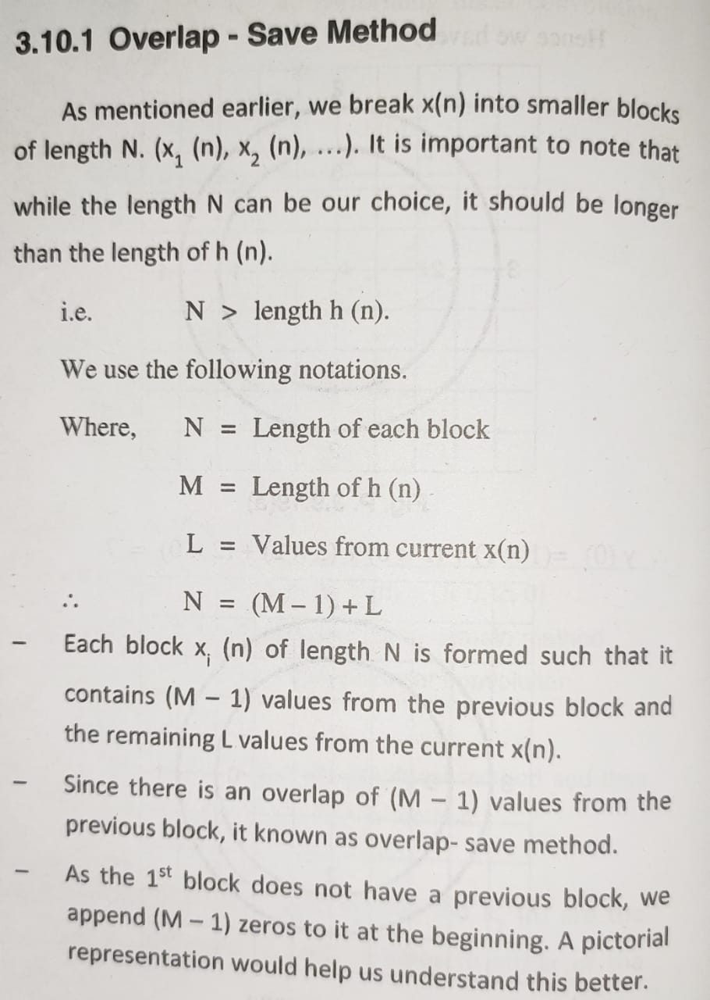 3.10.1 Overlap - Save Method
As mentioned earlier, we break x(n) into smaller blocks
of length N. (x₁ (n), x₂ (n), ...). It is important to note that
while the length N can be our choice, it should be longer
than the length of h (n).
i.e. N > length h (n).
We use the following notations.
Where, N = Length of each block
M = Length of h (n)
L = Values from current x(n)
∴ N = (M – 1) + L
– Each block xᵢ (n) of length N is formed such that it
contains (M – 1) values from the previous block and
the remaining L values from the current x(n).
– Since there is an overlap of (M – 1) values from the
previous block, it known as overlap- save method.
– As the 1ˢᵗ block does not have a previous block, we
append (M – 1) zeros to it at the beginning. A pictorial
representation would help us understand this better.